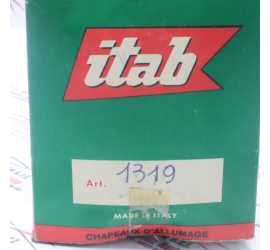 itab
Art. 1319
MADE IN ITALY
CHAPEAUX D'ALLUMAGE